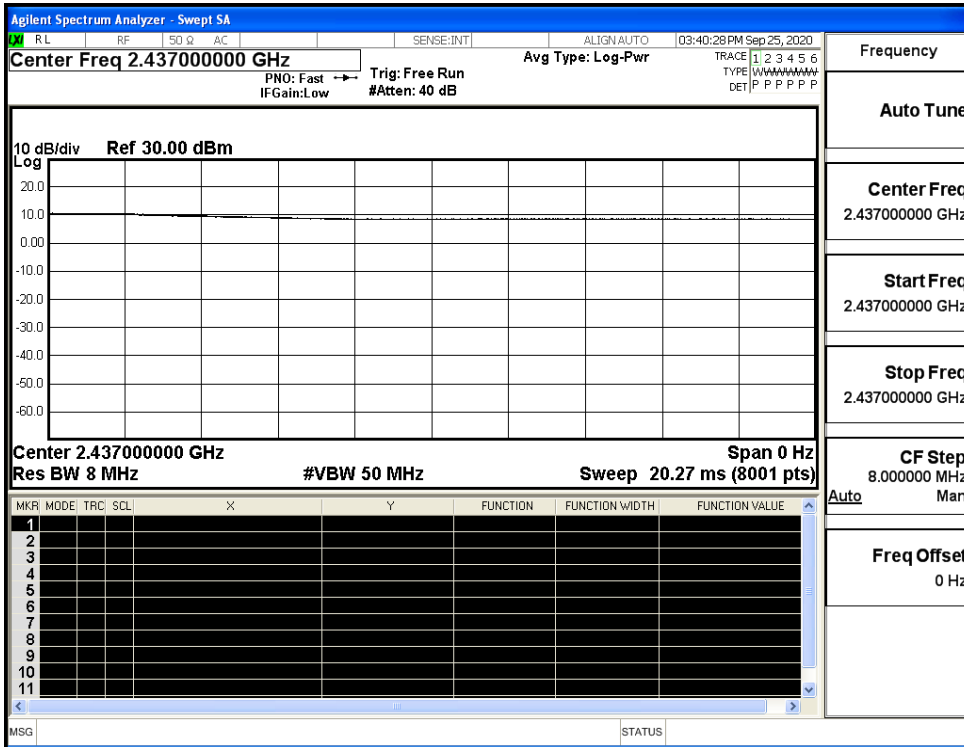 Agilent Spectrum Analyzer - Swept SA
LXI RL RF 50 Ω AC SENSE:INT ALIGN AUTO 03:40:28 PM Sep 25, 2020
Center Freq 2.437000000 GHz
PNO: Fast
IFGain:Low
Trig: Free Run
#Atten: 40 dB
Avg Type: Log-Pwr
TRACE 1 2 3 4 5 6
TYPE WWWWWW
DET P P P P P P
10 dB/div
Log
Ref 30.00 dBm
20.0
10.0
0.00
-10.0
-20.0
-30.0
-40.0
-50.0
-60.0
Center 2.437000000 GHz Span 0 Hz
Res BW 8 MHz #VBW 50 MHz Sweep 20.27 ms (8001 pts)
MKR MODE TRC SCL X Y FUNCTION FUNCTION WIDTH FUNCTION VALUE
1
2
3
4
5
6
7
8
9
10
11
MSG STATUS
Frequency
Auto Tune
Center Freq
2.437000000 GHz
Start Freq
2.437000000 GHz
Stop Freq
2.437000000 GHz
CF Step
8.000000 MHz
Auto Man
Freq Offset
0 Hz